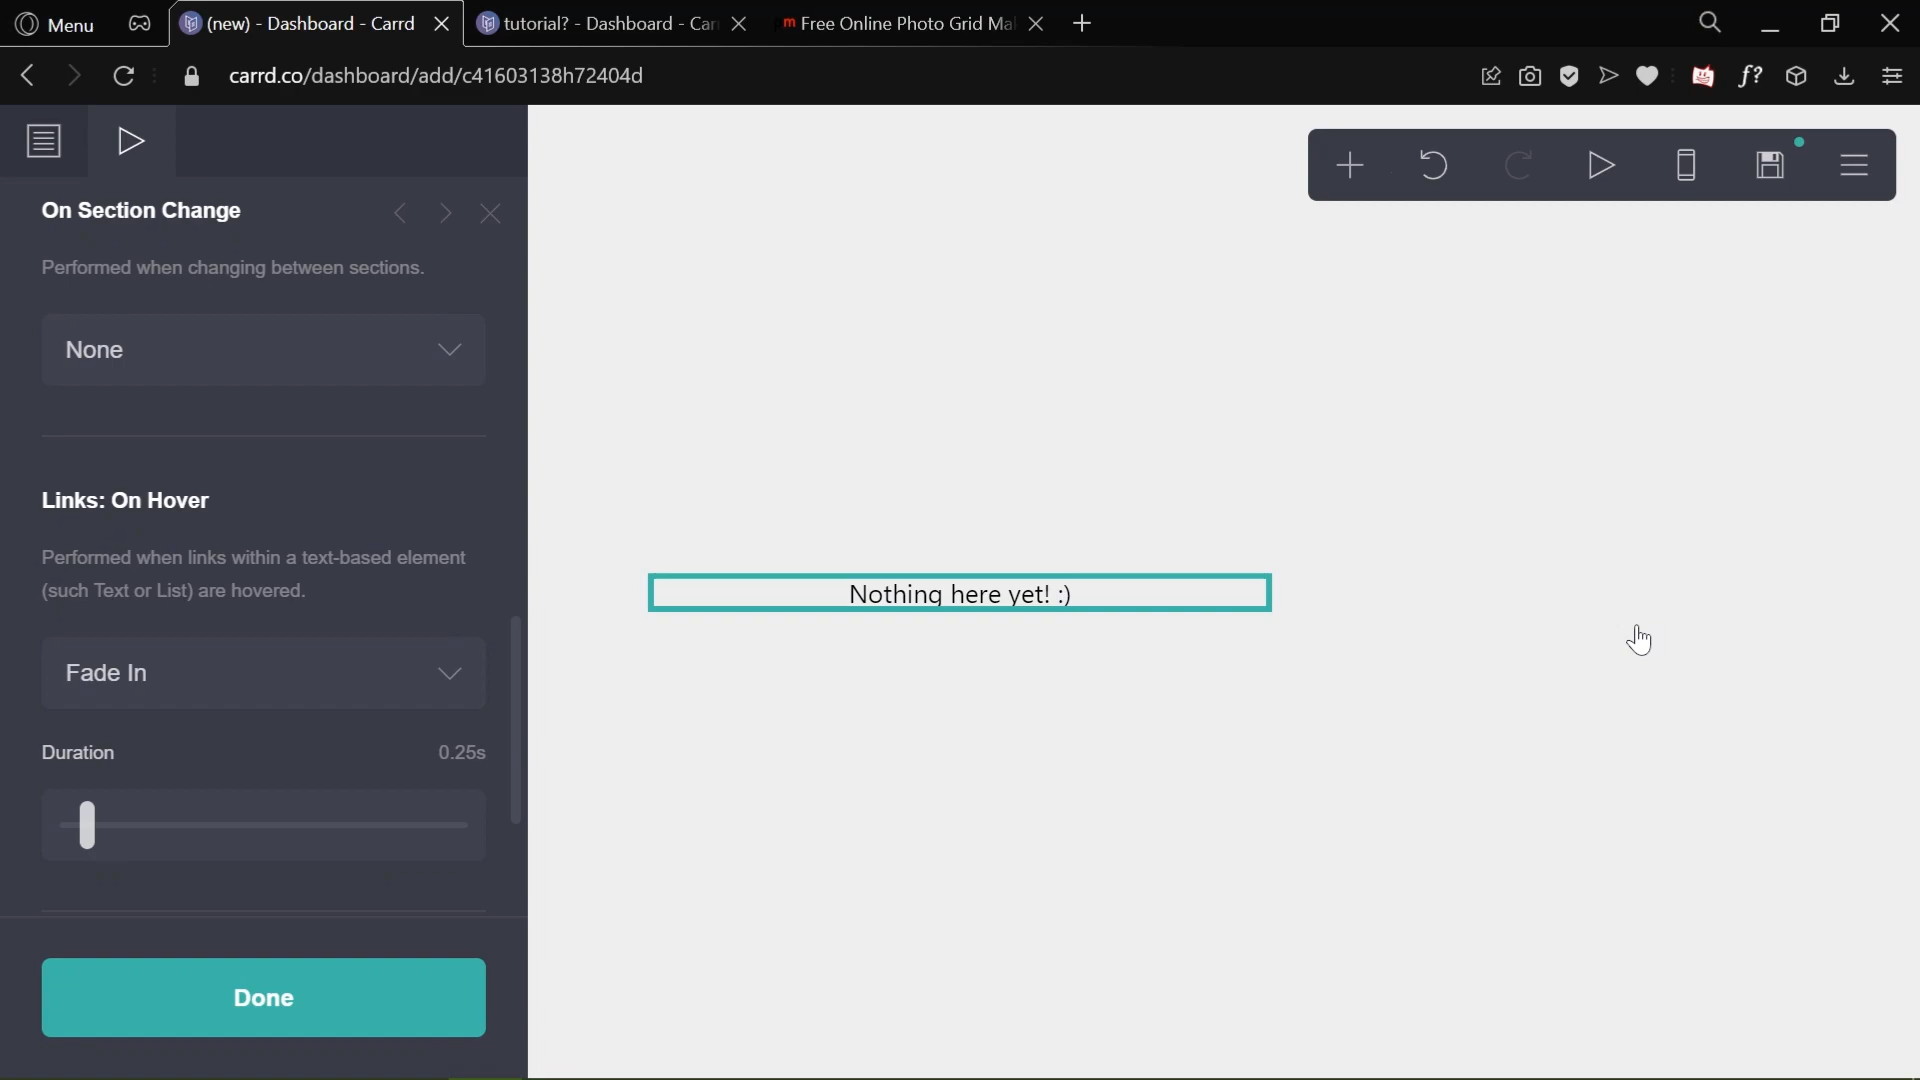 Menu
(new) - Dashboard - Carrd
tutorial? - Dashboard - Car
m Free Online Photo Grid Mal
carrd.co/dashboard/add/c41603138h72404d
f?
On Section Change
Performed when changing between sections.
None
Links: On Hover
Performed when links within a text-based element
(such Text or List) are hovered.
Fade In
Duration
0.25s
Done
Nothing here yet! :)